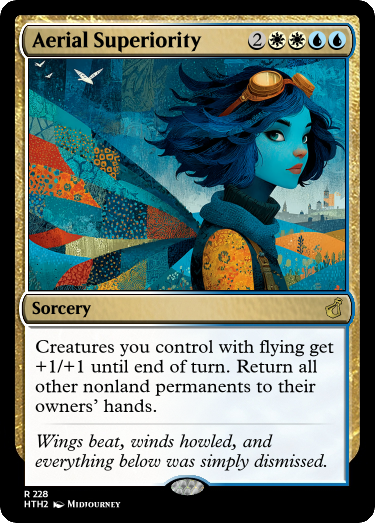 Aerial Superiority 2
Sorcery
Creatures you control with flying get
+1/+1 until end of turn. Return all
other nonland permanents to their
owners’ hands.
Wings beat, winds howled, and
everything below was simply dismissed.
R 228
HTH2 Midjourney